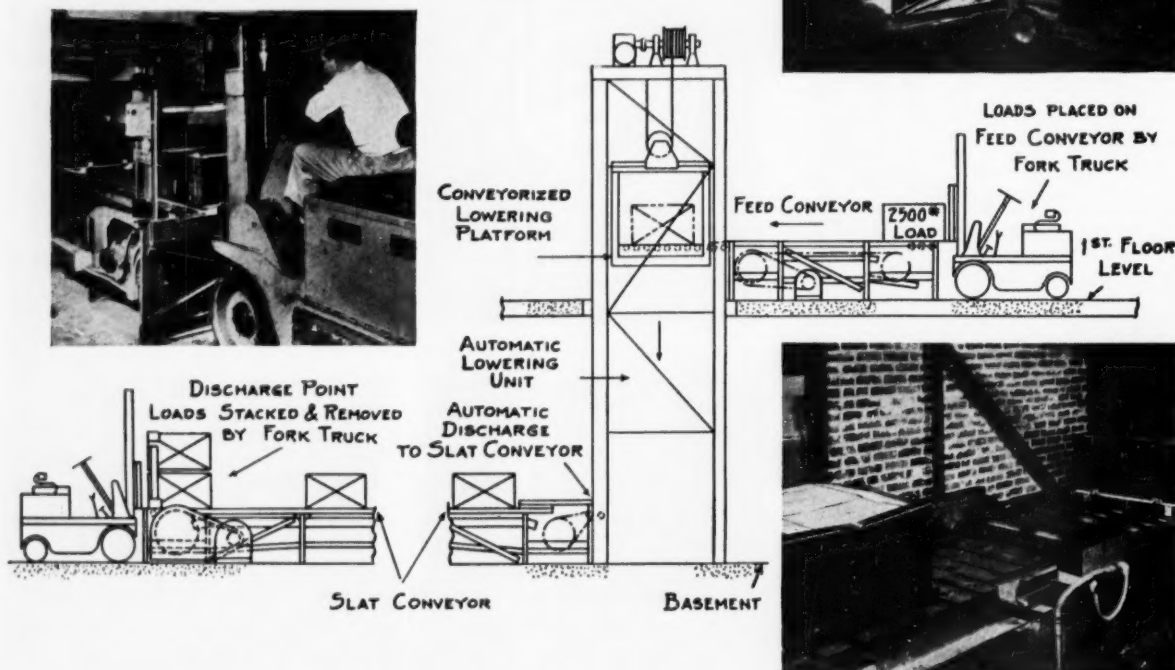 LOADS PLACED ON
FEED CONVEYOR BY
FORK TRUCK
CONVEYORIZED
LOWERING
PLATFORM
FEED CONVEYOR
2500#
LOAD
1ST. FLOOR
LEVEL
AUTOMATIC
LOWERING
UNIT
DISCHARGE POINT
LOADS STACKED & REMOVED
BY FORK TRUCK
AUTOMATIC
DISCHARGE
TO SLAT CONVEYOR
SLAT CONVEYOR
BASEMENT